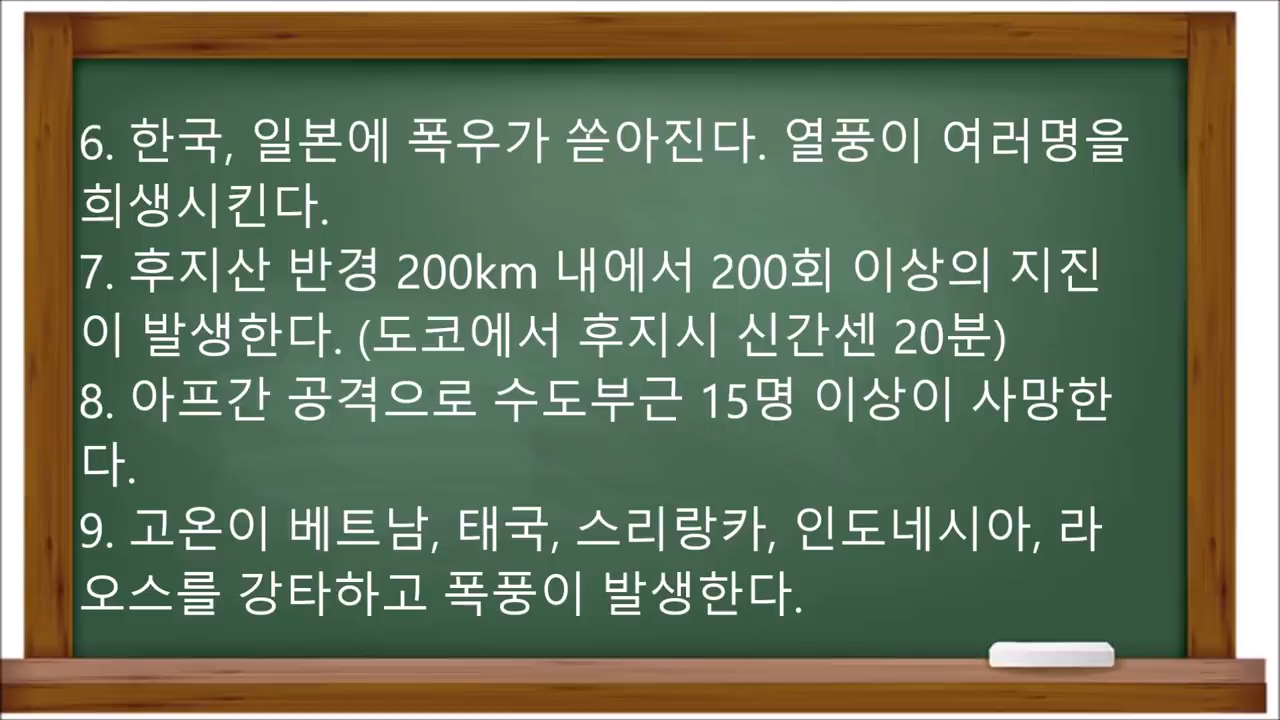 6. 한국, 일본에 폭우가 쏟아진다. 열풍이 여러명을
희생시킨다.
7. 후지산 반경 200km 내에서 200회 이상의 지진
이 발생한다. (도코에서 후지시 신간센 20분)
8. 아프간 공격으로 수도부근 15명 이상이 사망한
다.
9. 고온이 베트남, 태국, 스리랑카, 인도네시아, 라
오스를 강타하고 폭풍이 발생한다.